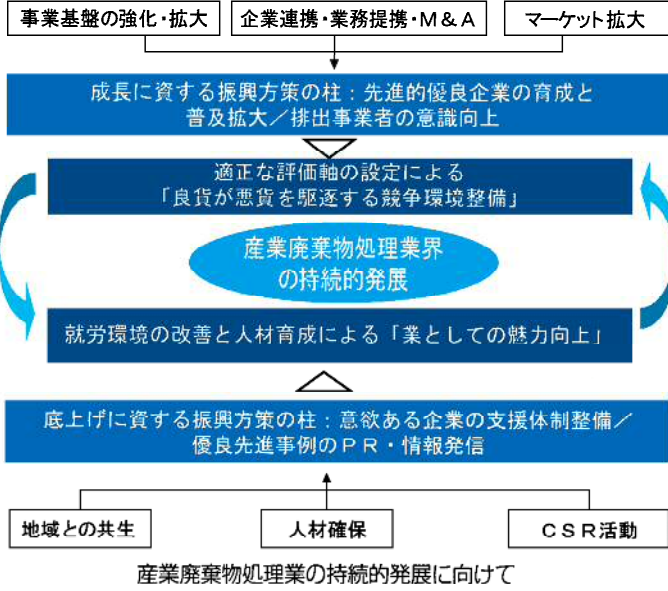 事業基盤の強化・拡大
企業連携・業務提携・M&A
マーケット拡大
成長に資する振興方策の柱：先進的優良企業の育成と
普及拡大／排出事業者の意識向上
適正な評価軸の設定による
「良貨が悪貨を駆逐する競争環境整備」
産業廃棄物処理業界
の持続的発展
就労環境の改善と人材育成による「業としての魅力向上」
底上げに資する振興方策の柱：意欲ある企業の支援体制整備／
優良先進事例のＰＲ・情報発信
地域との共生
人材確保
ＣＳＲ活動
産業廃棄物処理業の持続的発展に向けて